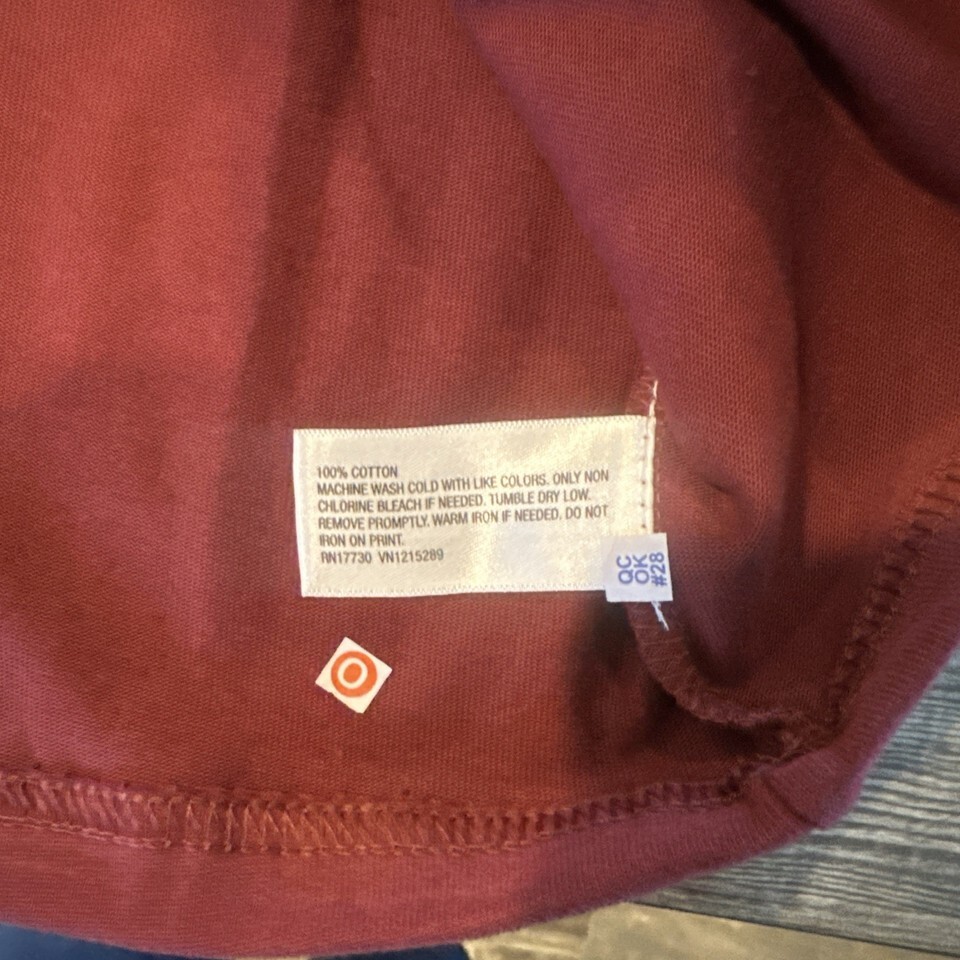 100% COTTON
MACHINE WASH COLD WITH LIKE COLORS. ONLY NON
CHLORINE BLEACH IF NEEDED. TUMBLE DRY LOW.
REMOVE PROMPTLY. WARM IRON IF NEEDED. DO NOT
IRON ON PRINT.
RN17730 VN1215289
QC
OK
#28